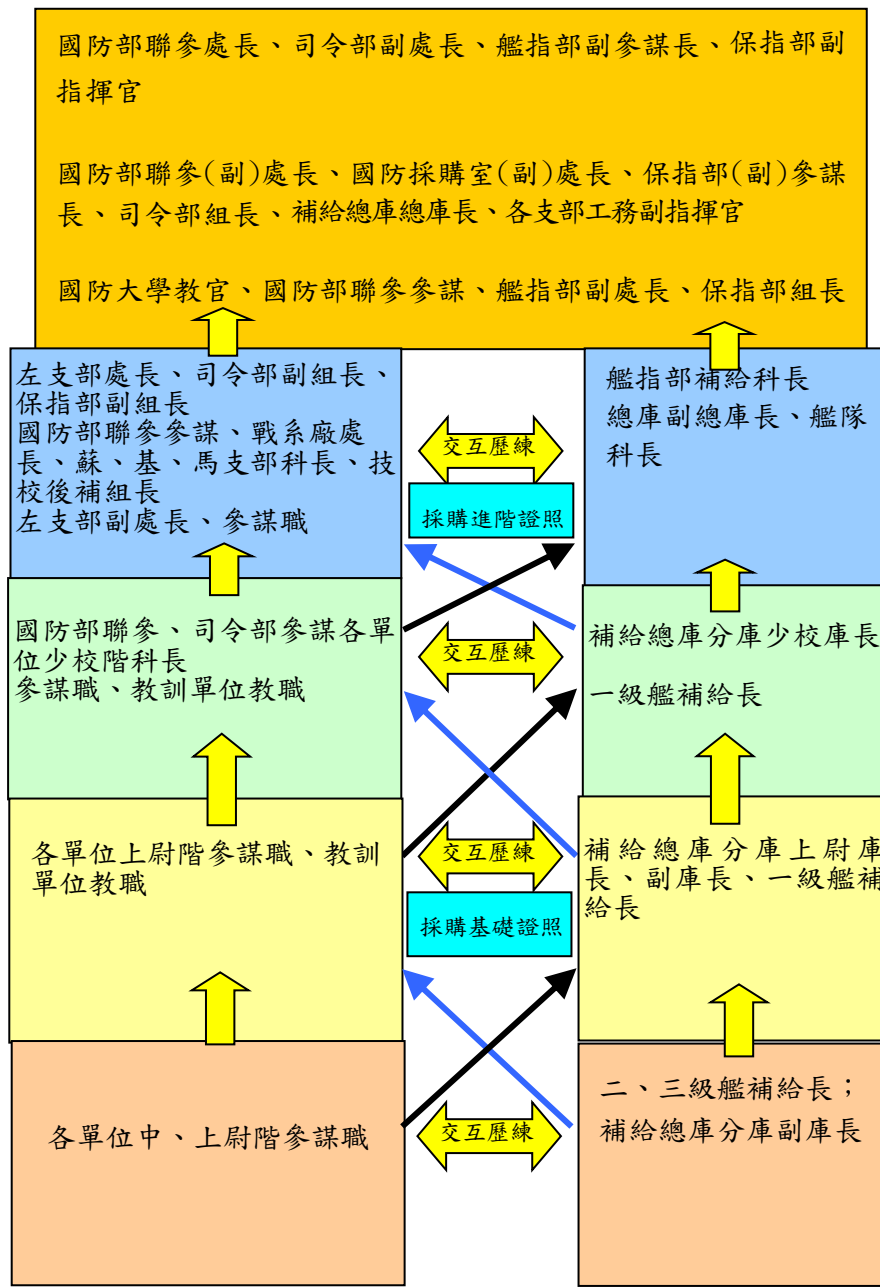 國防部聯參處長、司令部副處長、艦指部副參謀長、保指部副
指揮官
國防部聯參(副)處長、國防採購室(副)處長、保指部(副)參謀
長、司令部組長、補給總庫總庫長、各支部工務副指揮官
國防大學教官、國防部聯參參謀、艦指部副處長、保指部組長
左支部處長、司令部副組長、
保指部副組長
國防部聯參參謀、戰系廠處
長、蘇、基、馬支部科長、技
校後補組長
左支部副處長、參謀職
交互歷練
採購進階證照
艦指部補給科長
總庫副總庫長、艦隊
科長
國防部聯參、司令部參謀各單
位少校階科長
參謀職、教訓單位教職
交互歷練
補給總庫分庫少校庫長
一級艦補給長
各單位上尉階參謀職、教訓
單位教職
交互歷練
採購基礎證照
補給總庫分庫上尉庫
長、副庫長、一級艦補
給長
各單位中、上尉階參謀職
交互歷練
二、三級艦補給長；
補給總庫分庫副庫長